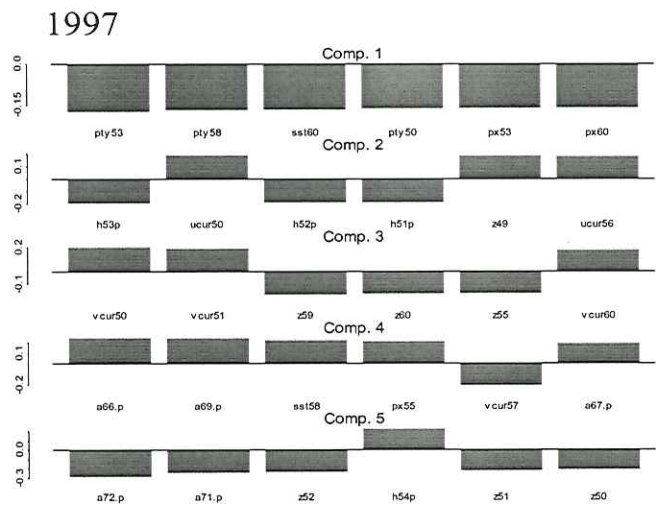 1997
Comp. 1
0.0
-0.15
pty53 pty58 sst60 pty50 px53 px60
Comp. 2
0.1
-0.2
h53p ucur50 h52p h51p z49 ucur56
Comp. 3
0.2
-0.1
vcur50 vcur51 z59 z60 z55 vcur60
Comp. 4
0.1
-0.2
a66.p a69.p sst58 px55 vcur57 a67.p
Comp. 5
0.0
-0.3
a72.p a71.p z52 h54p z51 z50